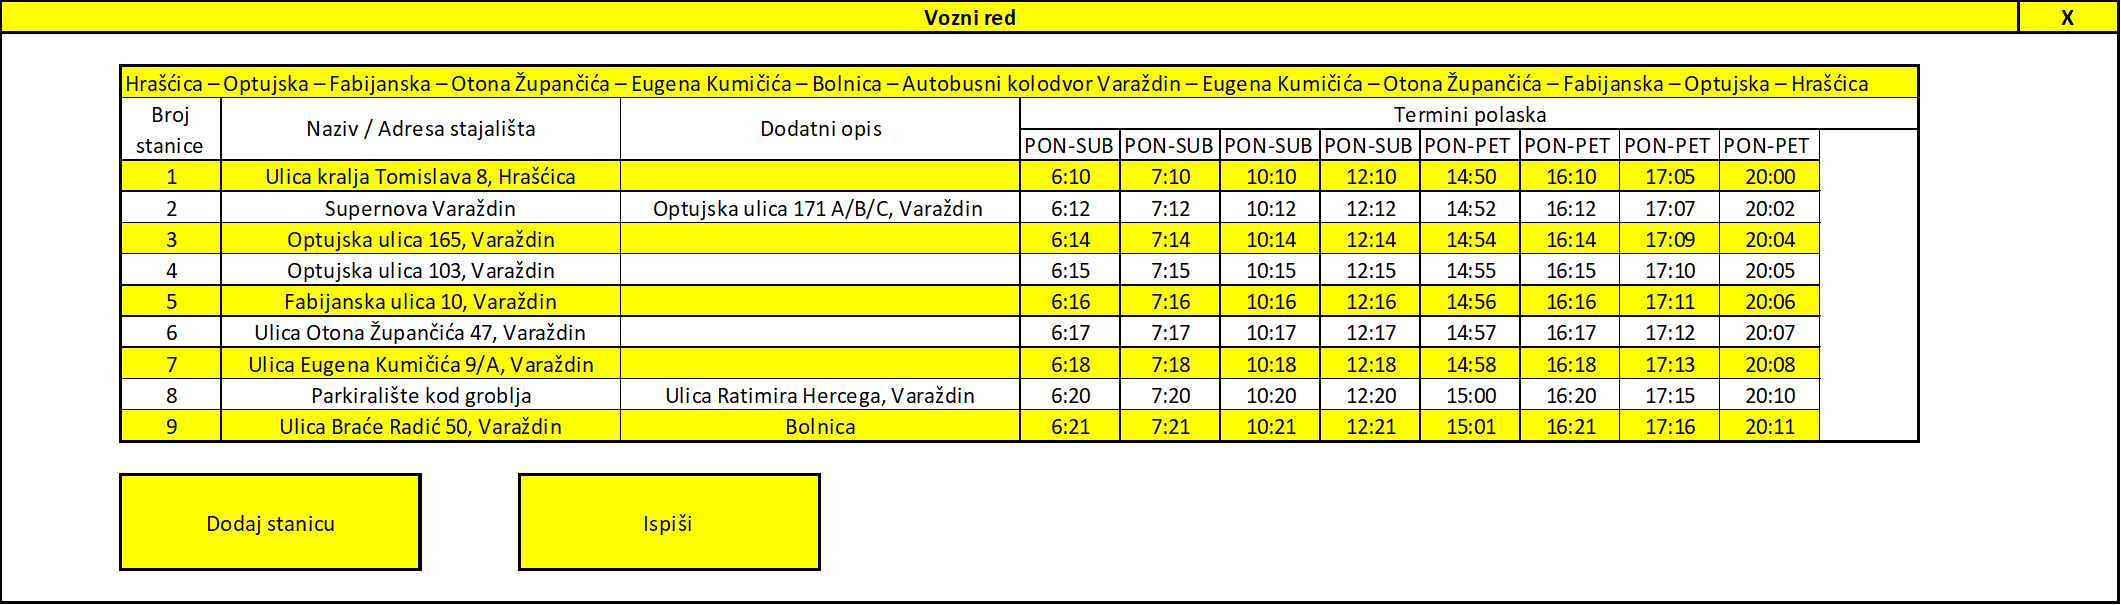 Vozni red X
Hrašćica – Optujska – Fabijanska – Otona Župančića – Eugena Kumičića – Bolnica – Autobusni kolodvor Varaždin – Eugena Kumičića – Otona Župančića – Fabijanska – Optujska – Hrašćica
Broj stanice Naziv / Adresa stajališta Dodatni opis Termini polaska
PON-SUB PON-SUB PON-SUB PON-SUB PON-PET PON-PET PON-PET PON-PET
1 Ulica kralja Tomislava 8, Hrašćica 6:10 7:10 10:10 12:10 14:50 16:10 17:05 20:00
2 Supernova Varaždin Optujska ulica 171 A/B/C, Varaždin 6:12 7:12 10:12 12:12 14:52 16:12 17:07 20:02
3 Optujska ulica 165, Varaždin 6:14 7:14 10:14 12:14 14:54 16:14 17:09 20:04
4 Optujska ulica 103, Varaždin 6:15 7:15 10:15 12:15 14:55 16:15 17:10 20:05
5 Fabijanska ulica 10, Varaždin 6:16 7:16 10:16 12:16 14:56 16:16 17:11 20:06
6 Ulica Otona Župančića 47, Varaždin 6:17 7:17 10:17 12:17 14:57 16:17 17:12 20:07
7 Ulica Eugena Kumičića 9/A, Varaždin 6:18 7:18 10:18 12:18 14:58 16:18 17:13 20:08
8 Parkiralište kod groblja Ulica Ratimira Hercega, Varaždin 6:20 7:20 10:20 12:20 15:00 16:20 17:15 20:10
9 Ulica Braće Radić 50, Varaždin Bolnica 6:21 7:21 10:21 12:21 15:01 16:21 17:16 20:11
Dodaj stanicu Ispiši